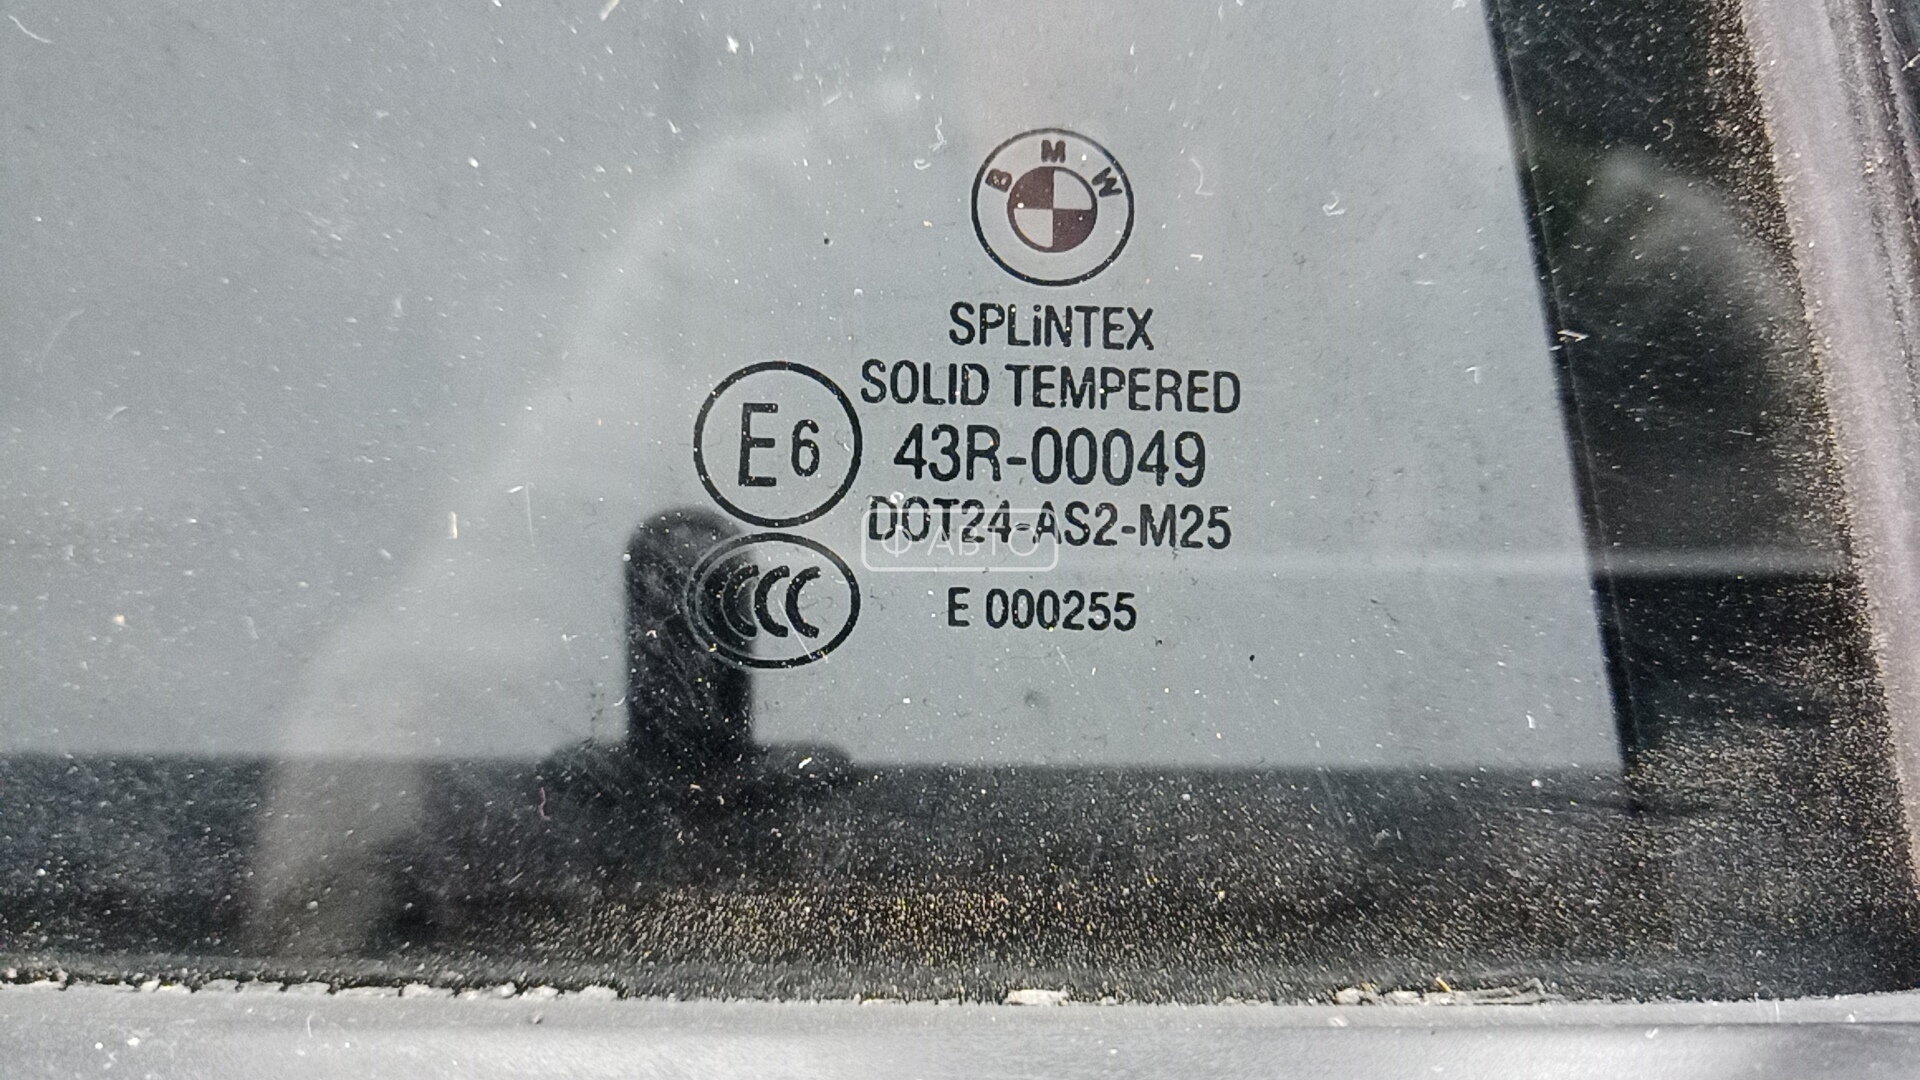 BMW
SPLiNTEX
SOLID TEMPERED
E6
43R-00049
DOT24-AS2-M25
Ф АВТО
CCC
E 000255